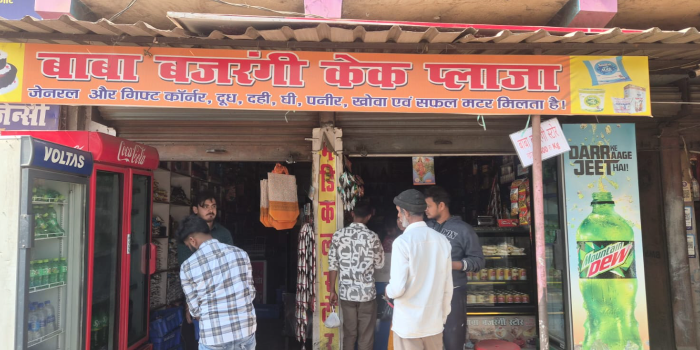 बाबा बजरंगी केक प्लाजा
जेनरल और गिफ्ट कॉर्नर, दूध, दही, घी, पनीर, खोवा एवं सफल मटर मिलता है!
न्सी
VOLTAS
Coca-Cola
DARR KE
AAGE
JEET HAI!
Mountain
DEW